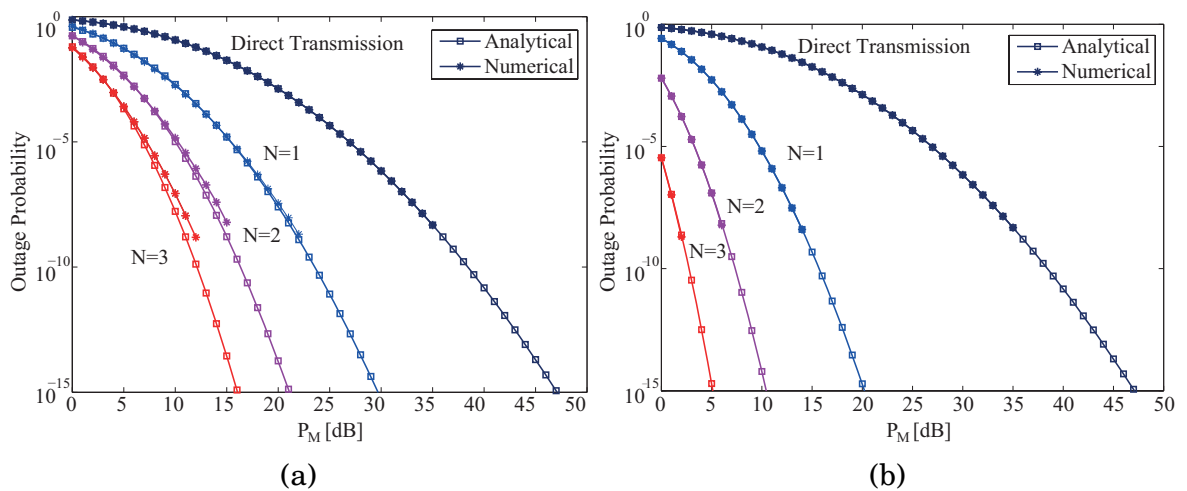 10^0
10^-5
10^-10
10^-15
Outage Probability
Direct Transmission
Analytical
Numerical
N=1
N=2
N=3
0 5 10 15 20 25 30 35 40 45 50
P_M [dB]
(a)
10^0
10^-5
10^-10
10^-15
Outage Probability
Direct Transmission
Analytical
Numerical
N=1
N=2
N=3
0 5 10 15 20 25 30 35 40 45 50
P_M [dB]
(b)